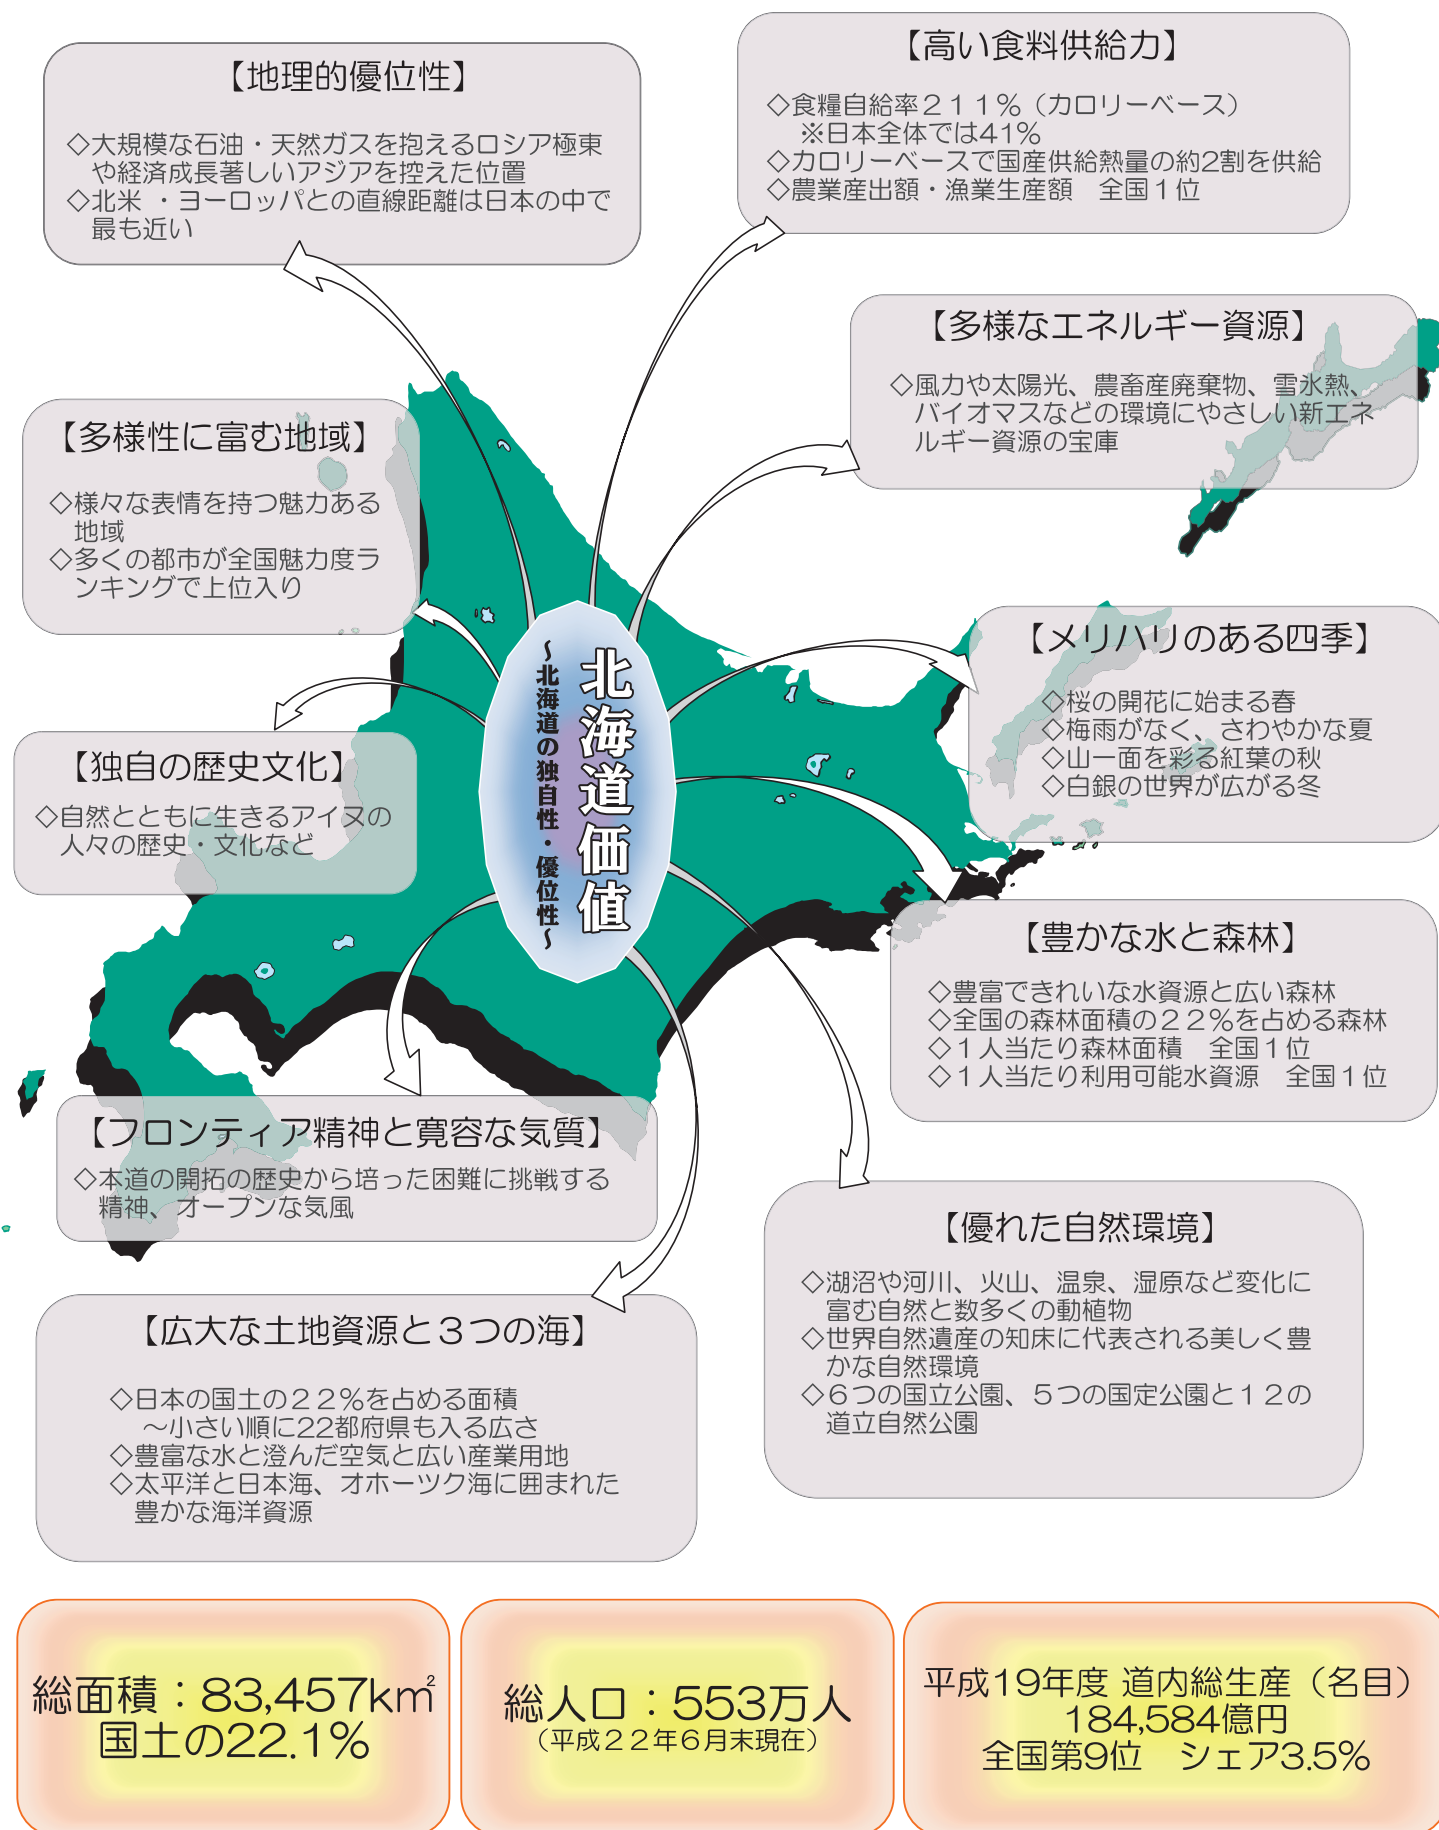 【地理的優位性】
◇大規模な石油・天然ガスを抱えるロシア極東
や経済成長著しいアジアを控えた位置
◇北米 ・ヨーロッパとの直線距離は日本の中で
最も近い
【高い食料供給力】
◇食糧自給率２１１％（カロリーベース）
※日本全体では41%
◇カロリーベースで国産供給熱量の約2割を供給
◇農業産出額・漁業生産額　全国１位
【多様なエネルギー資源】
◇風力や太陽光、農畜産廃棄物、雪氷熱、
バイオマスなどの環境にやさしい新エネ
ルギー資源の宝庫
【多様性に富む地域】
◇様々な表情を持つ魅力ある
地域
◇多くの都市が全国魅力度ラ
ンキングで上位入り
【メリハリのある四季】
◇桜の開花に始まる春
◇梅雨がなく、さわやかな夏
◇山一面を彩る紅葉の秋
◇白銀の世界が広がる冬
北海道価値
～北海道の独自性・優位性～
【独自の歴史文化】
◇自然とともに生きるアイヌの
人々の歴史・文化など
【豊かな水と森林】
◇豊富できれいな水資源と広い森林
◇全国の森林面積の２２％を占める森林
◇１人当たり森林面積　全国１位
◇１人当たり利用可能水資源　全国１位
【フロンティア精神と寛容な気質】
◇本道の開拓の歴史から培った困難に挑戦する
精神、オープンな気風
【優れた自然環境】
◇湖沼や河川、火山、温泉、湿原など変化に
富む自然と数多くの動植物
◇世界自然遺産の知床に代表される美しく豊
かな自然環境
◇６つの国立公園、５つの国定公園と１２の
道立自然公園
【広大な土地資源と３つの海】
◇日本の国土の２２％を占める面積
～小さい順に22都府県も入る広さ
◇豊富な水と澄んだ空気と広い産業用地
◇太平洋と日本海、オホーツク海に囲まれた
豊かな海洋資源
総面積：83,457k㎡
国土の22.1%
総人口：553万人
（平成２２年６月末現在）
平成19年度 道内総生産（名目）
184,584億円
全国第9位　シェア3.5%